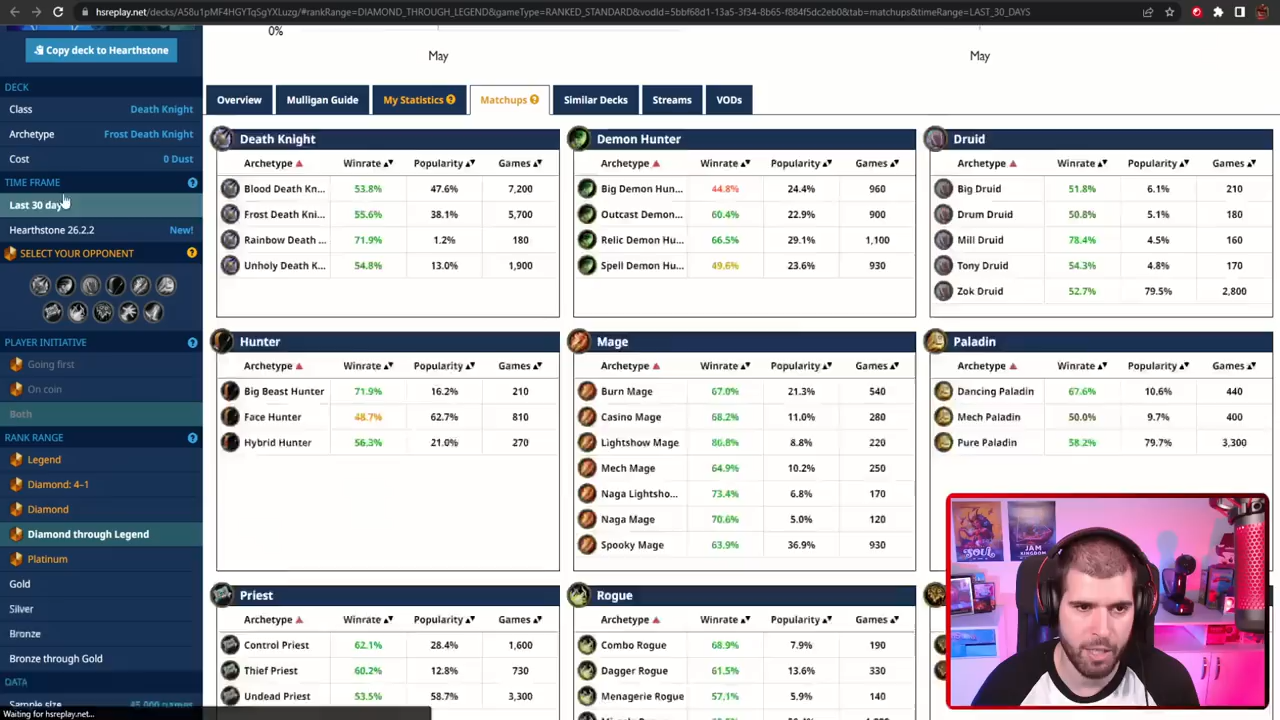 hsreplay.net/decks/A58u1pMF4HGYTqSgYXLuzg/#rankRange=DIAMOND_THROUGH_LEGEND&gameType=RANKED_STANDARD&vodId=5bbf68d1-13a5-3f34-8b65-f884f5dc2eb0&tab=matchups&timeRange=LAST_30_DAYS
0%
May May
Copy deck to Hearthstone
DECK
Class Death Knight
Archetype Frost Death Knight
Cost 0 Dust
TIME FRAME ?
Last 30 day
Hearthstone 26.2.2 New!
SELECT YOUR OPPONENT ?
PLAYER INITIATIVE ?
Going first
On coin
Both
RANK RANGE ?
Legend
Diamond: 4–1
Diamond
Diamond through Legend
Platinum
Gold
Silver
Bronze
Bronze through Gold
DATA
Sample size 45,000 games
Waiting for hsreplay.net...
Overview Mulligan Guide My Statistics ? Matchups ? Similar Decks Streams VODs
Death Knight
Archetype Winrate Popularity Games
Blood Death Kn... 53.8% 47.6% 7,200
Frost Death Kni... 55.6% 38.1% 5,700
Rainbow Death ... 71.9% 1.2% 180
Unholy Death K... 54.8% 13.0% 1,900
Demon Hunter
Archetype Winrate Popularity Games
Big Demon Hun... 44.8% 24.4% 960
Outcast Demon... 60.4% 22.9% 900
Relic Demon Hu... 66.5% 29.1% 1,100
Spell Demon Hu... 49.6% 23.6% 930
Druid
Archetype Winrate Popularity Games
Big Druid 51.8% 6.1% 210
Drum Druid 50.8% 5.1% 180
Mill Druid 78.4% 4.5% 160
Tony Druid 54.3% 4.8% 170
Zok Druid 52.7% 79.5% 2,800
Hunter
Archetype Winrate Popularity Games
Big Beast Hunter 71.9% 16.2% 210
Face Hunter 48.7% 62.7% 810
Hybrid Hunter 56.3% 21.0% 270
Mage
Archetype Winrate Popularity Games
Burn Mage 67.0% 21.3% 540
Casino Mage 68.2% 11.0% 280
Lightshow Mage 8.8% 220
Mech Mage 64.9% 10.2% 250
Naga Lightsho... 73.4% 6.8% 170
Naga Mage 70.6% 5.0% 120
Spooky Mage 63.9% 36.9% 930
Paladin
Archetype Winrate Popularity Games
Dancing Paladin 67.6% 10.6% 440
Mech Paladin 50.0% 9.7% 400
Pure Paladin 58.2% 79.7% 3,300
Priest
Archetype Winrate Popularity Games
Control Priest 62.1% 28.4% 1,600
Thief Priest 60.2% 12.8% 730
Undead Priest 53.5% 58.7% 3,300
Rogue
Archetype Winrate Popularity Games
Combo Rogue 68.9% 7.9% 190
Dagger Rogue 61.5% 13.6% 330
Menagerie Rogue 57.1% 5.9% 140
SOUL
JAM
KINGDOM